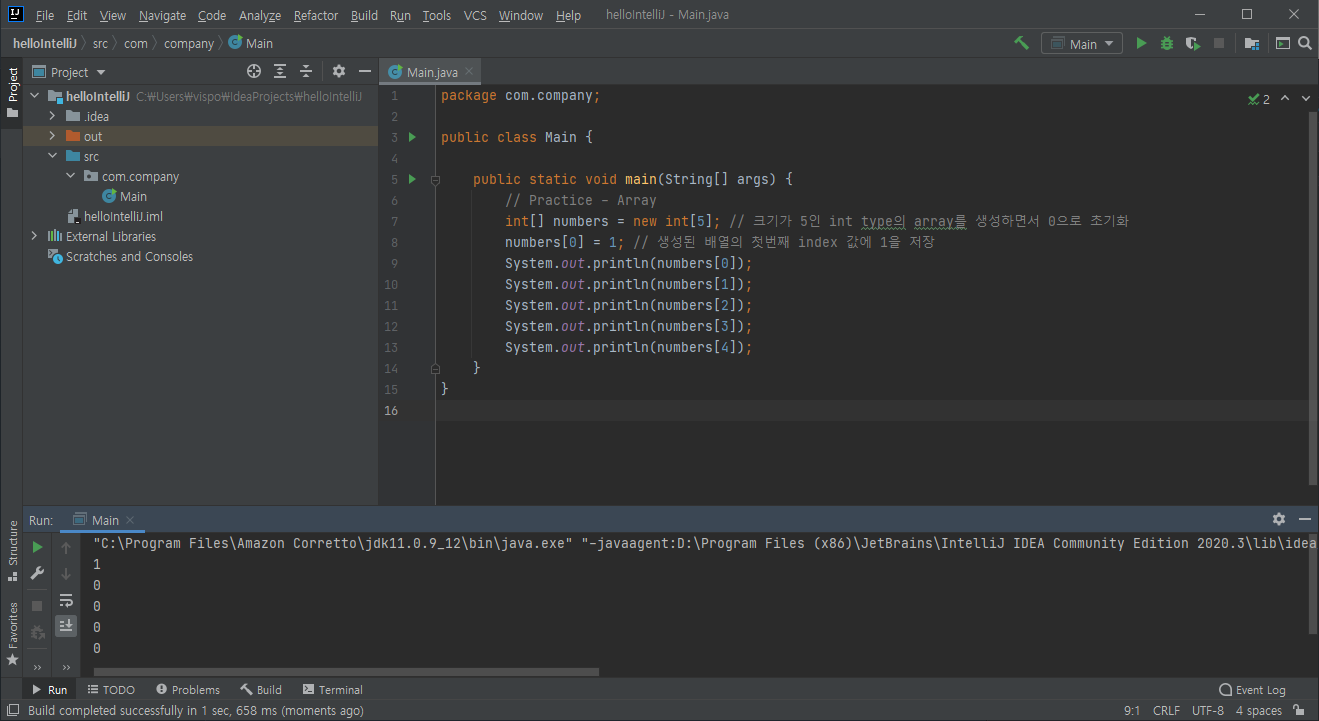 File Edit View Navigate Code Analyze Refactor Build Run Tools VCS Window Help helloIntelliJ - Main.java
helloIntelliJ src com company Main
Main
Project
Project
helloIntelliJ C:₩Users₩vispo₩IdeaProjects₩helloIntelliJ
.idea
out
src
com.company
Main
helloIntelliJ.iml
External Libraries
Scratches and Consoles
Main.java
2
1 package com.company;
2
3 public class Main {
4
5 public static void main(String[] args) {
6 // Practice - Array
7 int[] numbers = new int[5]; // 크기가 5인 int type의 array를 생성하면서 0으로 초기화
8 numbers[0] = 1; // 생성된 배열의 첫번째 index 값에 1을 저장
9 System.out.println(numbers[0]);
10 System.out.println(numbers[1]);
11 System.out.println(numbers[2]);
12 System.out.println(numbers[3]);
13 System.out.println(numbers[4]);
14 }
15 }
16
Structure
Favorites
Run: Main
"C:\Program Files\Amazon Corretto\jdk11.0.9_12\bin\java.exe" "-javaagent:D:\Program Files (x86)\JetBrains\IntelliJ IDEA Community Edition 2020.3\lib\idea
1
0
0
0
0
Run TODO Problems Build Terminal Event Log
Build completed successfully in 1 sec, 658 ms (moments ago) 9:1 CRLF UTF-8 4 spaces